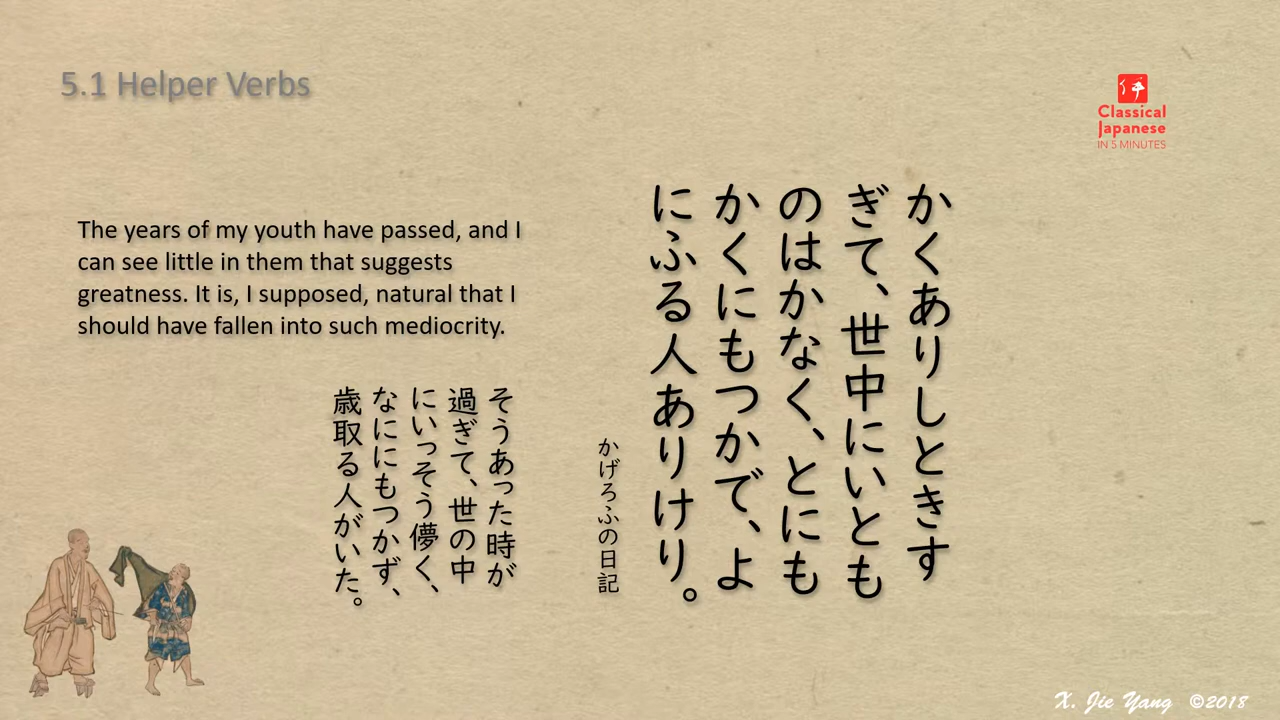 5.1 Helper Verbs
Classical
Japanese
IN 5 MINUTES
The years of my youth have passed, and I
can see little in them that suggests
greatness. It is, I supposed, natural that I
should have fallen into such mediocrity.
かくありしときす
ぎて、世中にいとも
のはかなく、とにも
かくにもつかで、よ
にふる人ありけり。
かげろふの日記
そうあった時が
過ぎて、世の中
にいっそう儚く、
なににもつかず、
歳取る人がいた。
X. Jie Yang ©2018